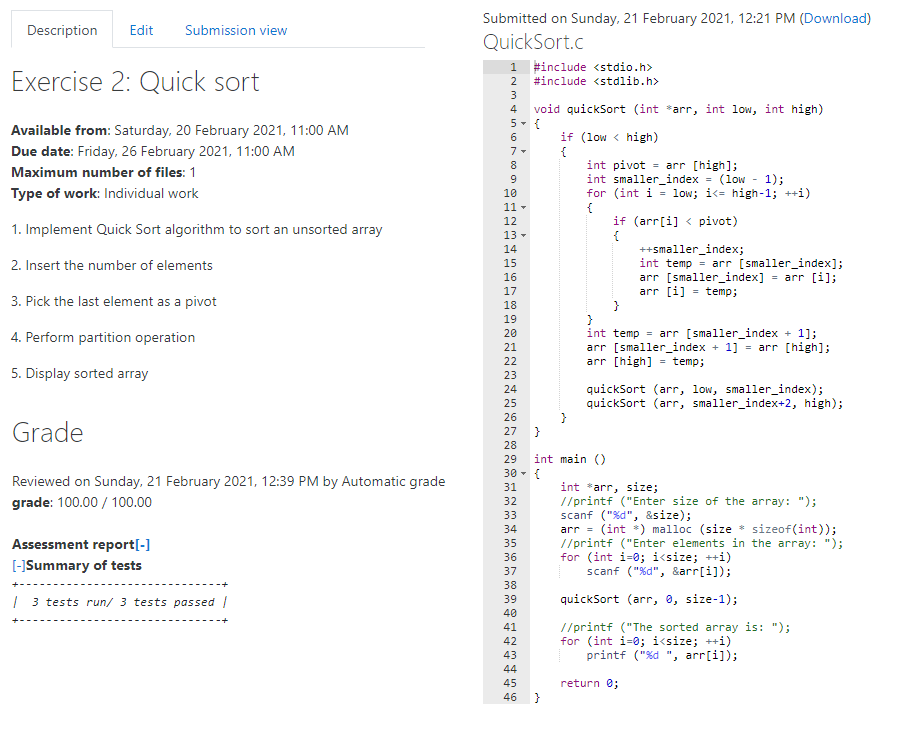 Description
Edit
Submission view
Exercise 2: Quick sort
Available from: Saturday, 20 February 2021, 11:00 AM
Due date: Friday, 26 February 2021, 11:00 AM
Maximum number of files: 1
Type of work: Individual work
1. Implement Quick Sort algorithm to sort an unsorted array
2. Insert the number of elements
3. Pick the last element as a pivot
4. Perform partition operation
5. Display sorted array
Grade
Reviewed on Sunday, 21 February 2021, 12:39 PM by Automatic grade
grade: 100.00 / 100.00
Assessment report[-]
[-]Summary of tests
+------------------------------+
| 3 tests run/ 3 tests passed |
+------------------------------+
Submitted on Sunday, 21 February 2021, 12:21 PM (Download)
QuickSort.c
1 #include <stdio.h>
2 #include <stdlib.h>
3
4 void quickSort (int *arr, int low, int high)
5 {
6     if (low < high)
7     {
8         int pivot = arr [high];
9         int smaller_index = (low - 1);
10         for (int i = low; i<= high-1; ++i)
11         {
12             if (arr[i] < pivot)
13             {
14                 ++smaller_index;
15                 int temp = arr [smaller_index];
16                 arr [smaller_index] = arr [i];
17                 arr [i] = temp;
18             }
19         }
20         int temp = arr [smaller_index + 1];
21         arr [smaller_index + 1] = arr [high];
22         arr [high] = temp;
23
24         quickSort (arr, low, smaller_index);
25         quickSort (arr, smaller_index+2, high);
26     }
27 }
28
29 int main ()
30 {
31     int *arr, size;
32     //printf ("Enter size of the array: ");
33     scanf ("%d", &size);
34     arr = (int *) malloc (size * sizeof(int));
35     //printf ("Enter elements in the array: ");
36     for (int i=0; i<size; ++i)
37         scanf ("%d", &arr[i]);
38
39     quickSort (arr, 0, size-1);
40
41     //printf ("The sorted array is: ");
42     for (int i=0; i<size; ++i)
43         printf ("%d ", arr[i]);
44
45     return 0;
46 }